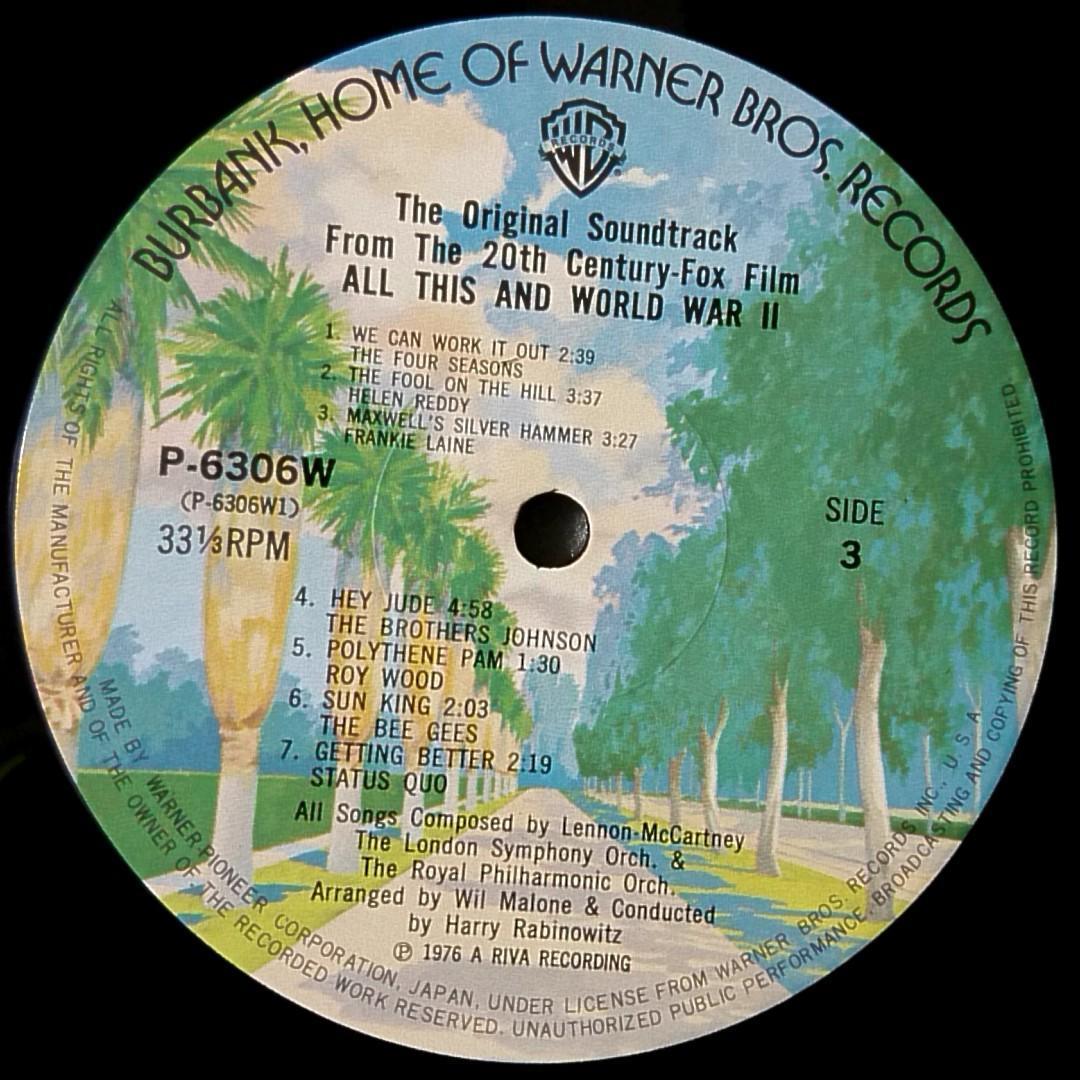 BURBANK, HOME OF WARNER BROS. RECORDS
RECORDS
The Original Soundtrack
From The 20th Century-Fox Film
ALL THIS AND WORLD WAR II
1. WE CAN WORK IT OUT 2:39
THE FOUR SEASONS
2. THE FOOL ON THE HILL 3:37
HELEN REDDY
3. MAXWELL'S SILVER HAMMER 3:27
FRANKIE LAINE
P-6306W
(P-6306W1)
33⅓RPM
SIDE
3
4. HEY JUDE 4:58
THE BROTHERS JOHNSON
5. POLYTHENE PAM 1:30
ROY WOOD
6. SUN KING 2:03
THE BEE GEES
7. GETTING BETTER 2:19
STATUS QUO
All Songs Composed by Lennon-McCartney
The London Symphony Orch. &
The Royal Philharmonic Orch.
Arranged by Wil Malone & Conducted
by Harry Rabinowitz
℗ 1976 A RIVA RECORDING
MADE BY WARNER-PIONEER CORPORATION, JAPAN, UNDER LICENSE FROM WARNER BROS. RECORDS INC., U. S. A.
ALL RIGHTS OF THE MANUFACTURER AND OF THE OWNER OF THE RECORDED WORK RESERVED. UNAUTHORIZED PUBLIC PERFORMANCE, BROADCASTING AND COPYING OF THIS RECORD PROHIBITED